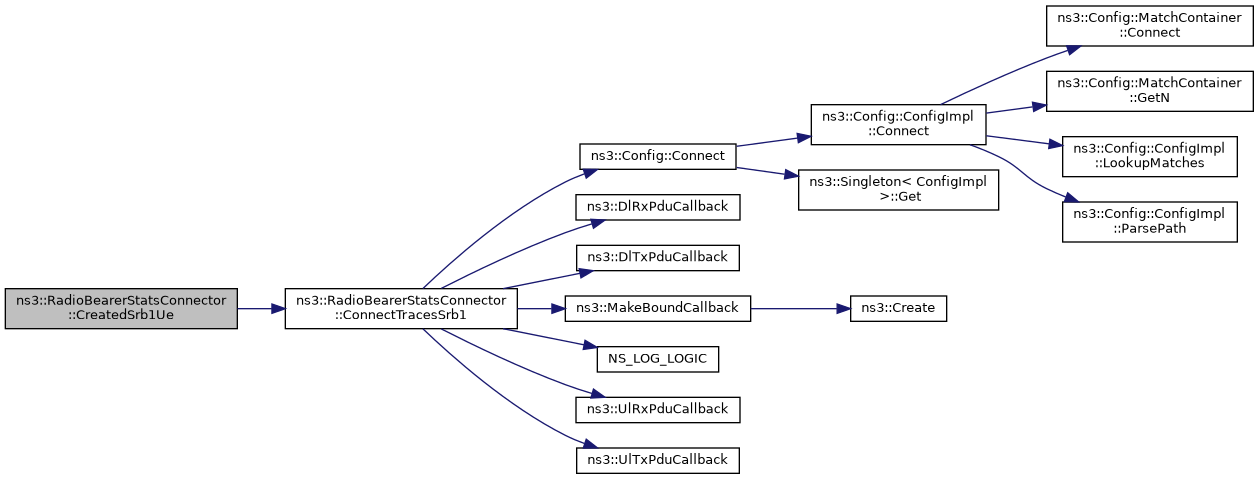 ns3::RadioBearerStatsConnector
::CreatedSrb1Ue
ns3::RadioBearerStatsConnector
::ConnectTracesSrb1
ns3::Config::Connect
ns3::DlRxPduCallback
ns3::DlTxPduCallback
ns3::MakeBoundCallback
NS_LOG_LOGIC
ns3::UlRxPduCallback
ns3::UlTxPduCallback
ns3::Config::ConfigImpl
::Connect
ns3::Singleton< ConfigImpl
>::Get
ns3::Create
ns3::Config::MatchContainer
::Connect
ns3::Config::MatchContainer
::GetN
ns3::Config::ConfigImpl
::LookupMatches
ns3::Config::ConfigImpl
::ParsePath